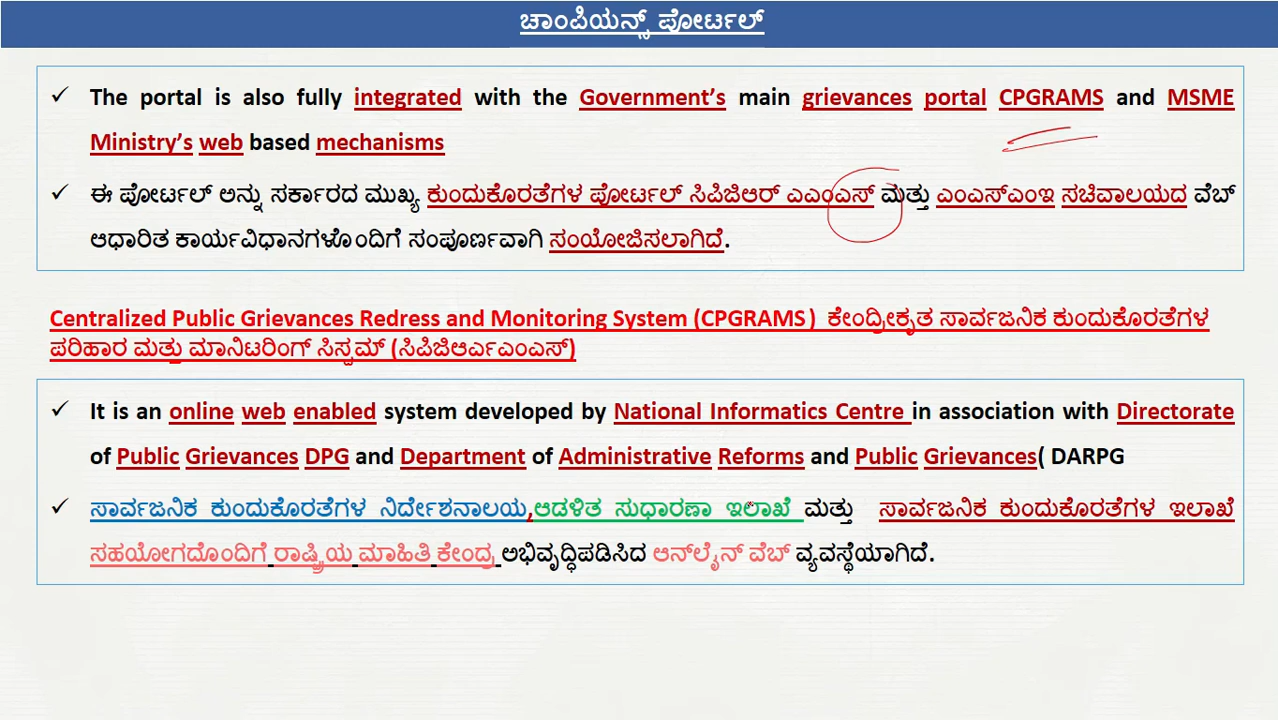 ಚಾಂಪಿಯನ್ಸ್ ಪೋರ್ಟಲ್
✓ The portal is also fully integrated with the Government's main grievances portal CPGRAMS and MSME
Ministry's web based mechanisms
✓ ಈ ಪೋರ್ಟಲ್ ಅನ್ನು ಸರ್ಕಾರದ ಮುಖ್ಯ ಕುಂದುಕೊರತೆಗಳ ಪೋರ್ಟಲ್ ಸಿಪಿಜಿಆರ್ ಎಎಂಎಸ್ ಮತ್ತು ಎಂಎಸ್ಎಂಇ ಸಚಿವಾಲಯದ ವೆಬ್
ಆಧಾರಿತ ಕಾರ್ಯವಿಧಾನಗಳೊಂದಿಗೆ ಸಂಪೂರ್ಣವಾಗಿ ಸಂಯೋಜಿಸಲಾಗಿದೆ.
Centralized Public Grievances Redress and Monitoring System (CPGRAMS) ಕೇಂದ್ರೀಕೃತ ಸಾರ್ವಜನಿಕ ಕುಂದುಕೊರತೆಗಳ
ಪರಿಹಾರ ಮತ್ತು ಮಾನಿಟರಿಂಗ್ ಸಿಸ್ಟಮ್ (ಸಿಪಿಜಿಆರ್ಎಎಂಎಸ್)
✓ It is an online web enabled system developed by National Informatics Centre in association with Directorate
of Public Grievances DPG and Department of Administrative Reforms and Public Grievances( DARPG
✓ ಸಾರ್ವಜನಿಕ ಕುಂದುಕೊರತೆಗಳ ನಿರ್ದೇಶನಾಲಯ,ಆಡಳಿತ ಸುಧಾರಣಾ ಇಲಾಖೆ ಮತ್ತು ಸಾರ್ವಜನಿಕ ಕುಂದುಕೊರತೆಗಳ ಇಲಾಖೆ
ಸಹಯೋಗದೊಂದಿಗೆ ರಾಷ್ಟ್ರೀಯ ಮಾಹಿತಿ ಕೇಂದ್ರ ಅಭಿವೃದ್ಧಿಪಡಿಸಿದ ಆನ್‌ಲೈನ್ ವೆಬ್ ವ್ಯವಸ್ಥೆಯಾಗಿದೆ.